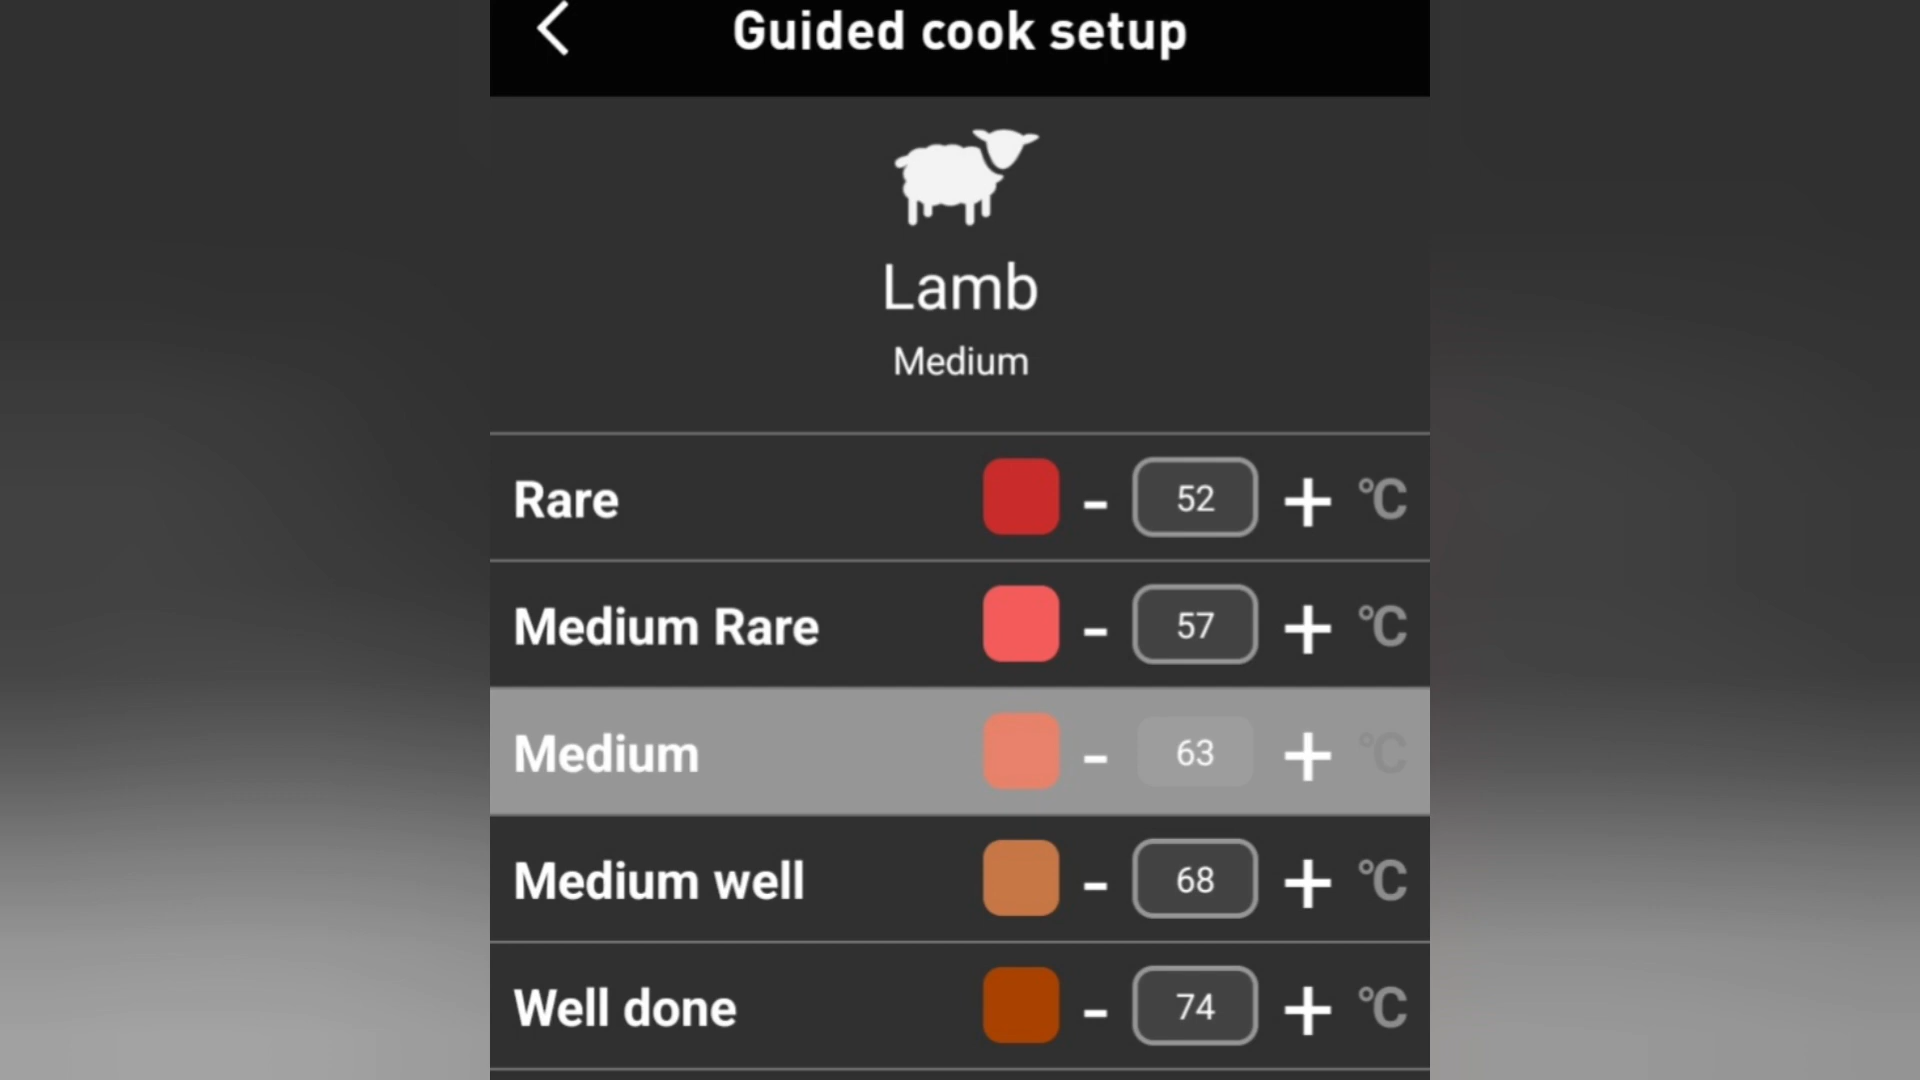 Guided cook setup
Lamb
Medium
Rare - 52 + °C
Medium Rare - 57 + °C
Medium - 63 + °C
Medium well - 68 + °C
Well done - 74 + °C